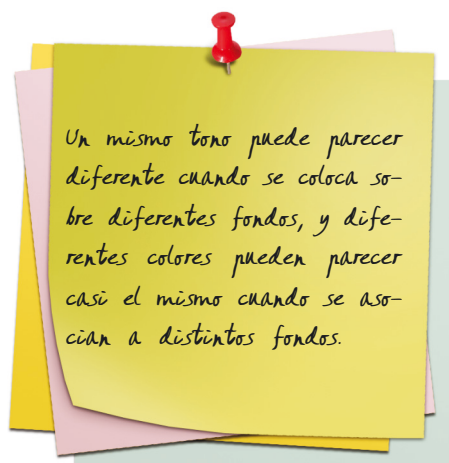 Un mismo tono puede parecer
diferente cuando se coloca so-
bre diferentes fondos, y dife-
rentes colores pueden parecer
casi el mismo cuando se aso-
cian a distintos fondos.